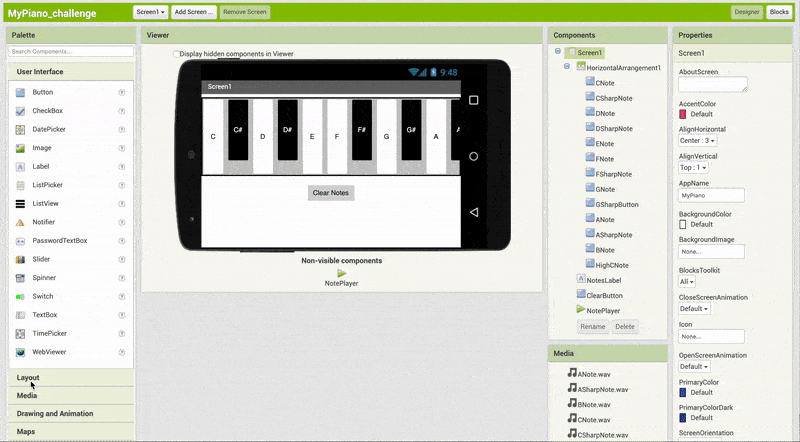 MyPiano_challenge
Screen1
Add Screen ...
Remove Screen
Designer
Blocks
Palette
Search Components...
User Interface
Button
CheckBox
DatePicker
Image
Label
ListPicker
ListView
Notifier
PasswordTextBox
Slider
Spinner
Switch
TextBox
TimePicker
WebViewer
Layout
Media
Drawing and Animation
Maps
Viewer
Display hidden components in Viewer
9:48
Screen1
C
C#
D
D#
E
F
F#
G
G#
A
Clear Notes
Non-visible components
NotePlayer
Components
Screen1
HorizontalArrangement1
CNote
CSharpNote
DNote
DSharpNote
ENote
FNote
FSharpNote
GNote
GSharpButton
ANote
ASharpNote
BNote
HighCNote
NotesLabel
ClearButton
NotePlayer
Rename
Delete
Media
ANote.wav
ASharpNote.wav
BNote.wav
CNote.wav
CSharpNote.wav
Properties
Screen1
AboutScreen
AccentColor
Default
AlignHorizontal
Center : 3
AlignVertical
Top : 1
AppName
MyPiano
BackgroundColor
Default
BackgroundImage
None...
BlocksToolkit
All
CloseScreenAnimation
Default
Icon
None...
OpenScreenAnimation
Default
PrimaryColor
Default
PrimaryColorDark
Default
ScreenOrientation